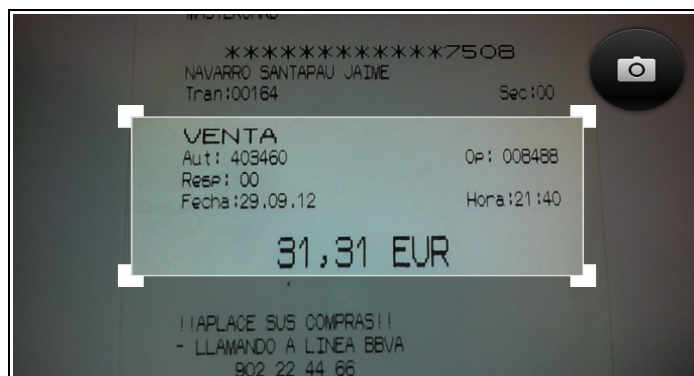 MASTERCARD
************7508
NAVARRO SANTAPAU JAIME
Tran:00164 Sec:00
VENTA
Aut: 403460 Op: 008488
Resp: 00
Fecha:29.09.12 Hora:21:40
31,31 EUR
!!APLACE SUS COMPRAS!!
- LLAMANDO A LINEA BBVA
902 22 44 66